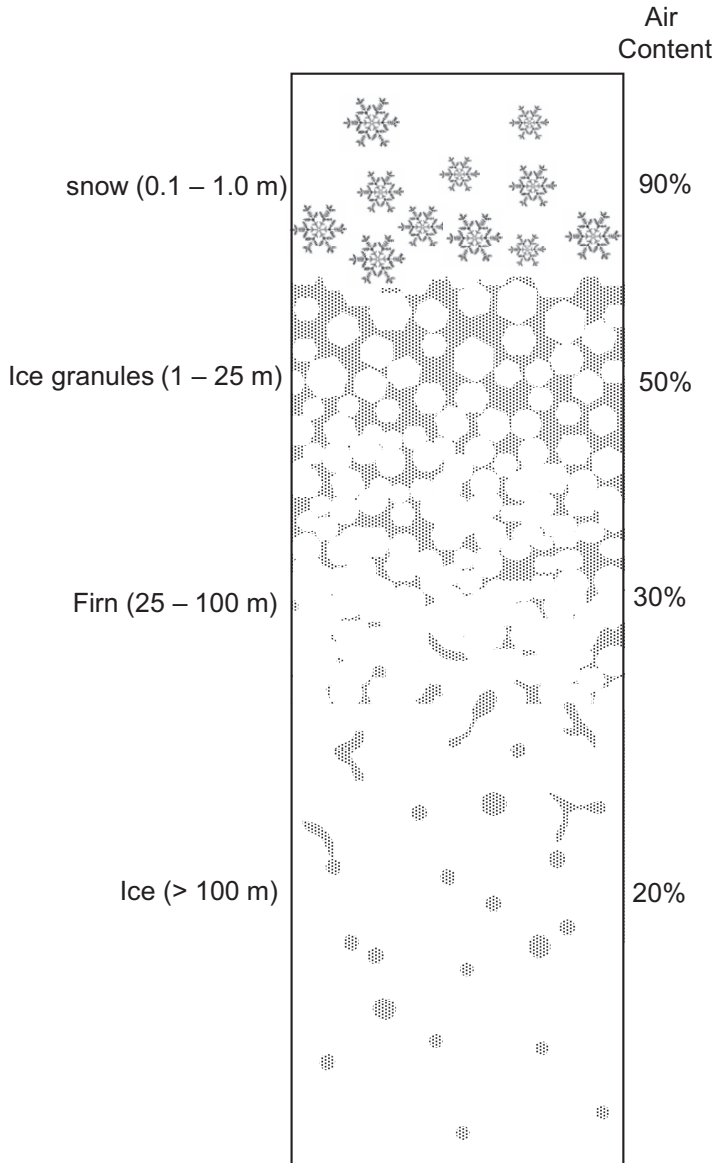 Air
Content
snow (0.1 – 1.0 m)
90%
Ice granules (1 – 25 m)
50%
Firn (25 – 100 m)
30%
Ice (> 100 m)
20%